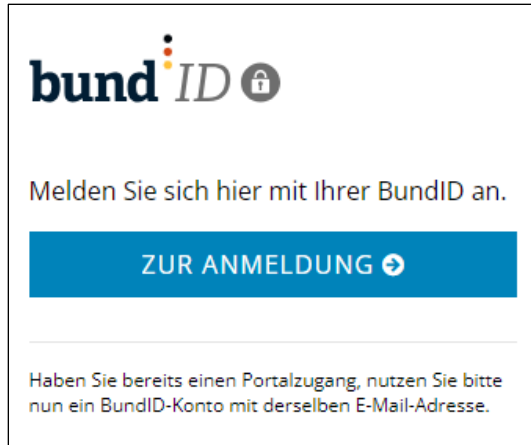 bund ID
Melden Sie sich hier mit Ihrer BundID an.
ZUR ANMELDUNG
Haben Sie bereits einen Portalzugang, nutzen Sie bitte
nun ein BundID-Konto mit derselben E-Mail-Adresse.